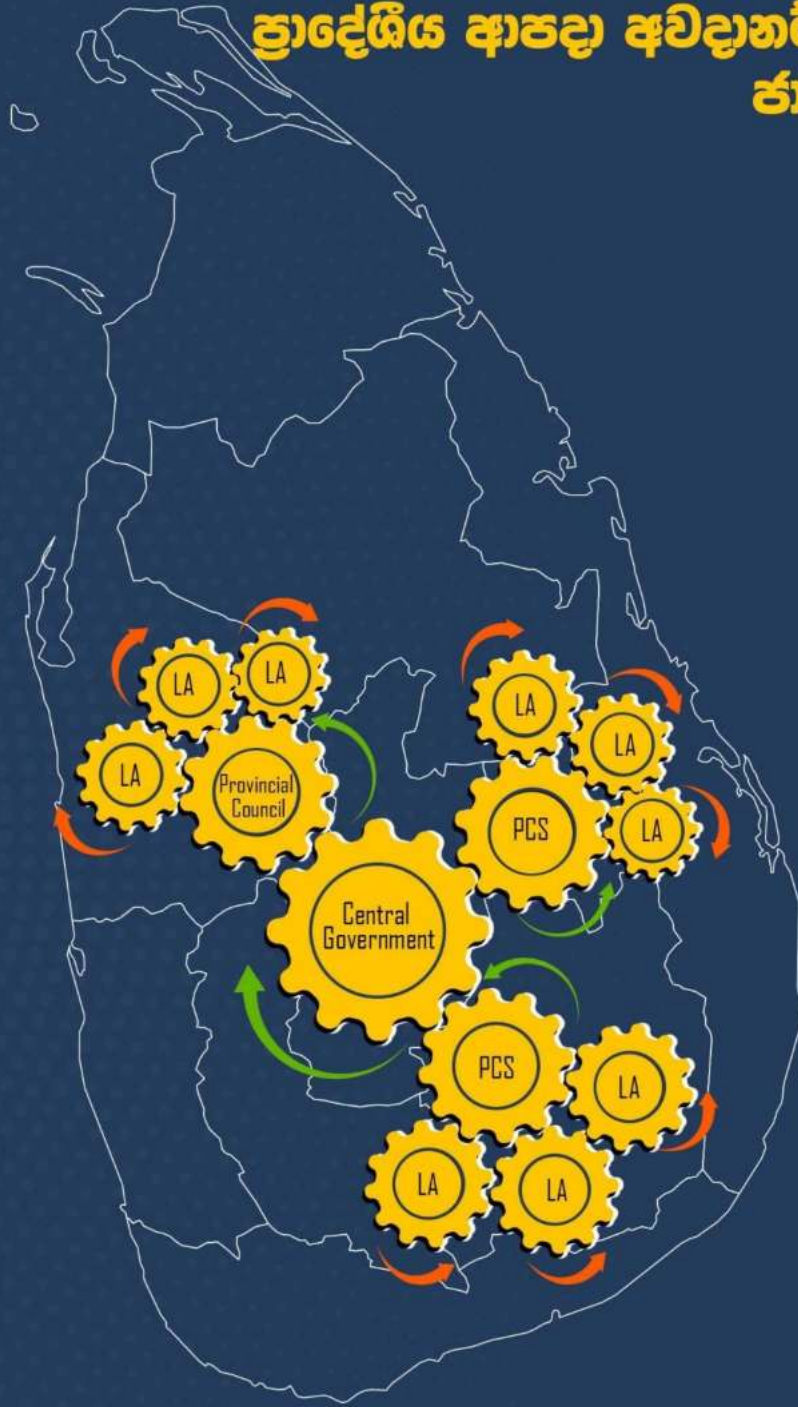 ප්‍රාදේශීය ආපදා
LA
LA
LA
Provincial
Council
LA
LA
LA
PCS
Central
Government
PCS
LA
LA
LA